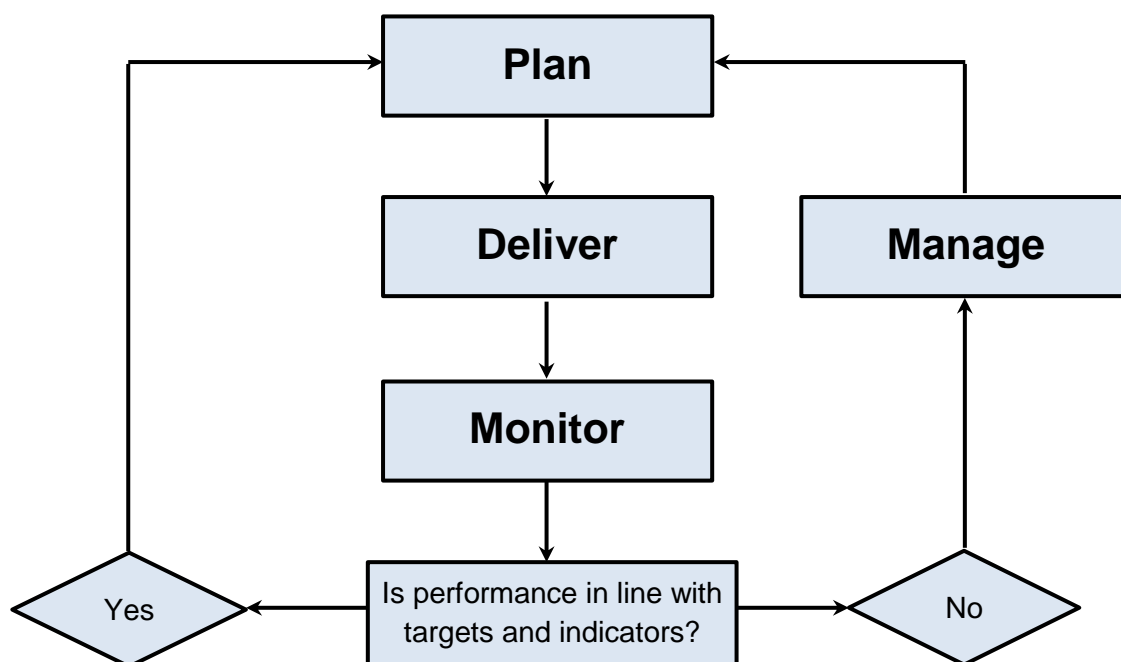 Plan
Deliver
Manage
Monitor
Is performance in line with
targets and indicators?
Yes
No